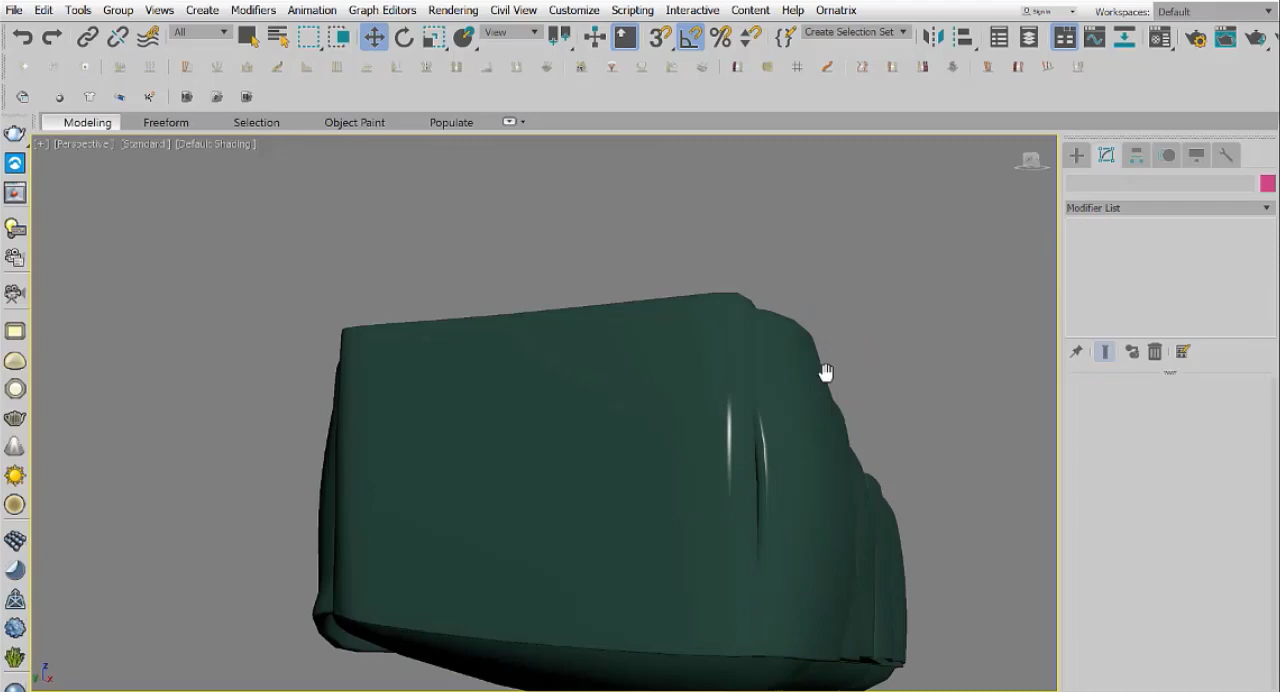 File Edit Tools Group Views Create Modifiers Animation Graph Editors Rendering Civil View Customize Scripting Interactive Content Help Ornatrix Sign In Workspaces: Default
All View Create Selection Set
Modeling Freeform Selection Object Paint Populate
[+] [Perspective] [Standard] [Default Shading]
Modifier List
z
y x